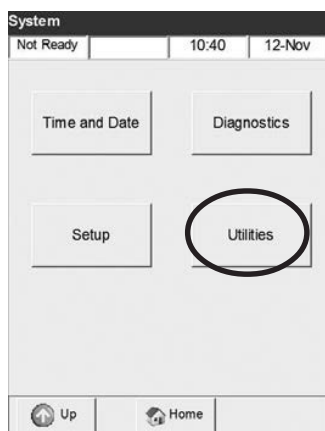 System
Not Ready 10:40 12-Nov
Time and Date Diagnostics
Setup Utilities
Up Home